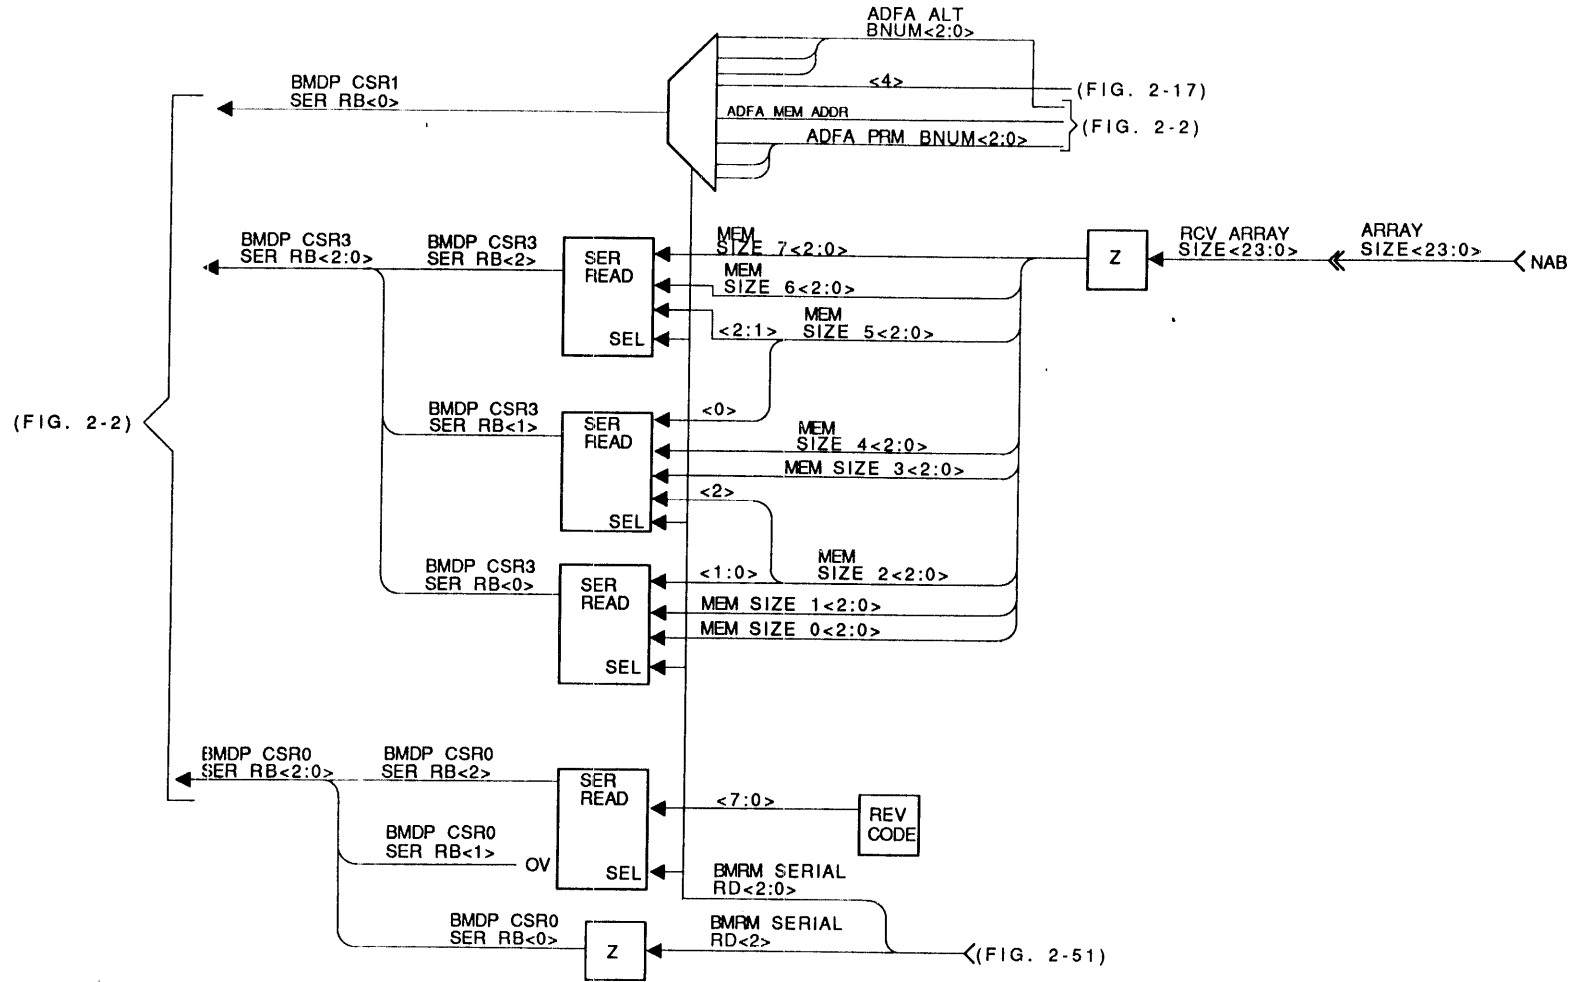 ADFA ALT
BNUM<2:0>
BMDP CSR1
SER RB<0>
<4>
(FIG. 2-17)
ADFA MEM ADDR
(FIG. 2-2)
ADFA PRM BNUM<2:0>
BMDP CSR3
SER RB<2:0>
BMDP CSR3
SER RB<2>
SER
READ
SEL
MEM
SIZE 7<2:0>
MEM
SIZE 6<2:0>
<2:1>
MEM
SIZE 5<2:0>
Z
RCV ARRAY
SIZE<23:0>
ARRAY
SIZE<23:0>
NAB
(FIG. 2-2)
BMDP CSR3
SER RB<1>
SER
READ
SEL
<0>
MEM
SIZE 4<2:0>
MEM SIZE 3<2:0>
<2>
BMDP CSR3
SER RB<0>
SER
READ
SEL
<1:0>
MEM
SIZE 2<2:0>
MEM SIZE 1<2:0>
MEM SIZE 0<2:0>
BMDP CSR0
SER RB<2:0>
BMDP CSR0
SER RB<2>
SER
READ
SEL
<7:0>
REV
CODE
BMDP CSR0
SER RB<1>
OV
BMRM SERIAL
RD<2:0>
BMDP CSR0
SER RB<0>
Z
BMRM SERIAL
RD<2>
(FIG. 2-51)